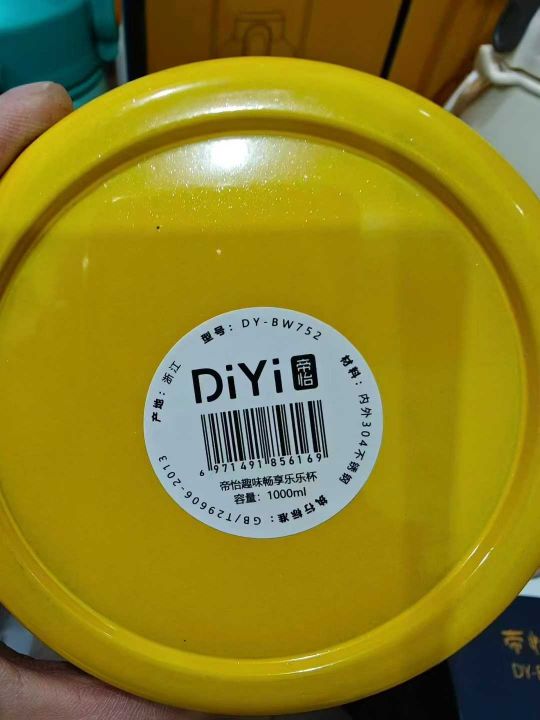 型号：DY-BW752
DiYi 帝怡
产地：浙江
材料：内外304不锈钢
6 971491 856169
帝怡趣味畅享乐乐杯
容量：1000ml
执行标准：GB/T29606-2013
DY-